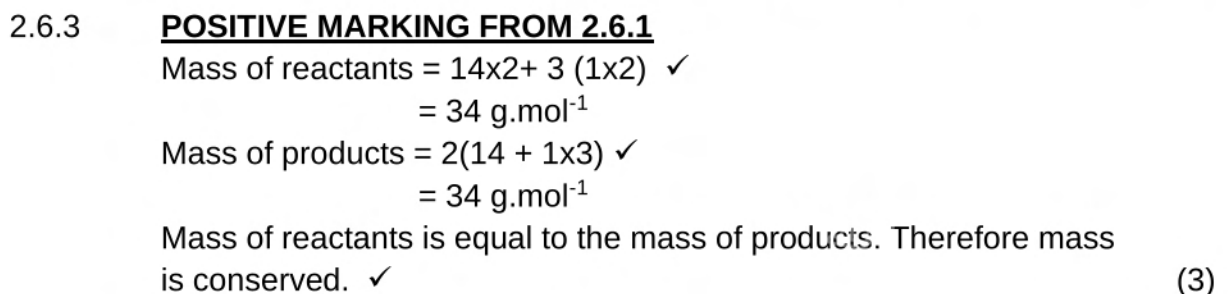 2.6.3 POSITIVE MARKING FROM 2.6.1
Mass of reactants = 14x2+ 3 (1x2) ✓
= 34 g.mol⁻¹
Mass of products = 2(14 + 1x3) ✓
= 34 g.mol⁻¹
Mass of reactants is equal to the mass of products. Therefore mass
is conserved. ✓ (3)